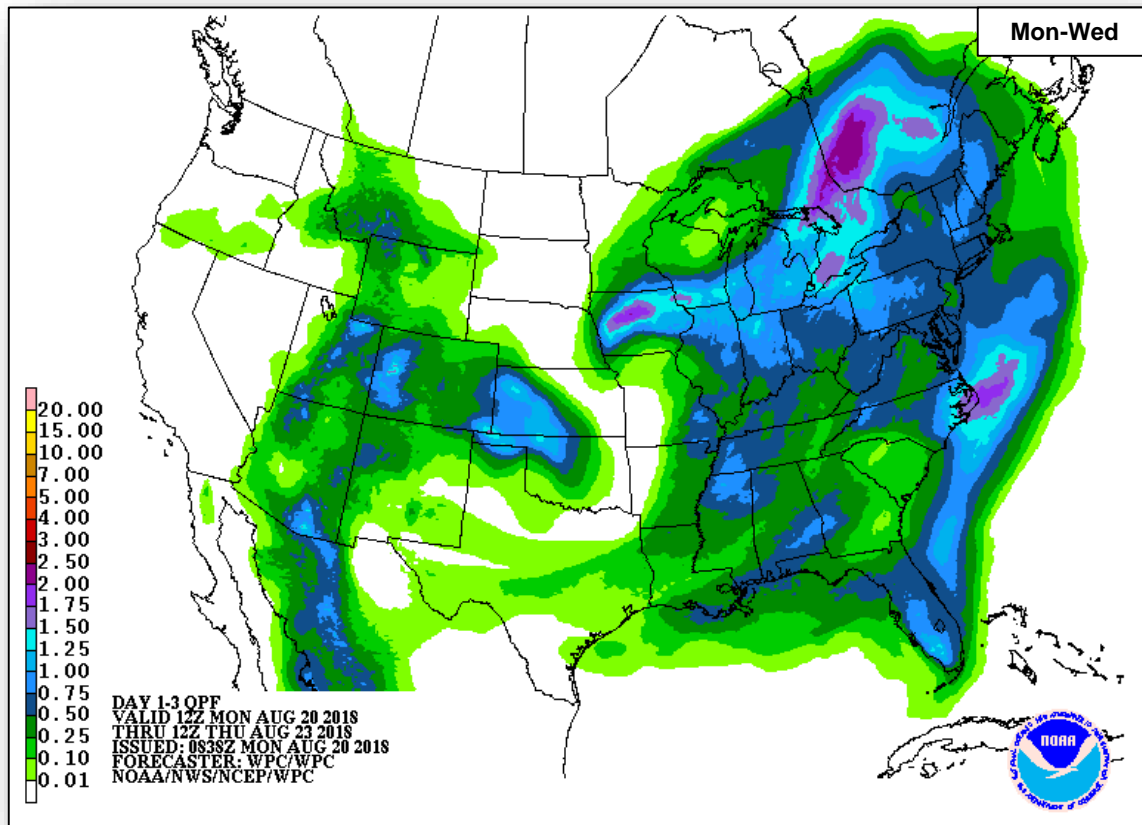 Mon-Wed
20.00
15.00
10.00
7.00
5.00
4.00
3.00
2.50
2.00
1.75
1.50
1.25
1.00
0.75
0.50
0.25
0.10
0.01
DAY 1-3 QPF
VALID 12Z MON AUG 20 2018
THRU 12Z THU AUG 23 2018
ISSUED: 0838Z MON AUG 20 2018
FORECASTER: WPC/WPC
NOAA/NWS/NCEP/WPC
NOAA